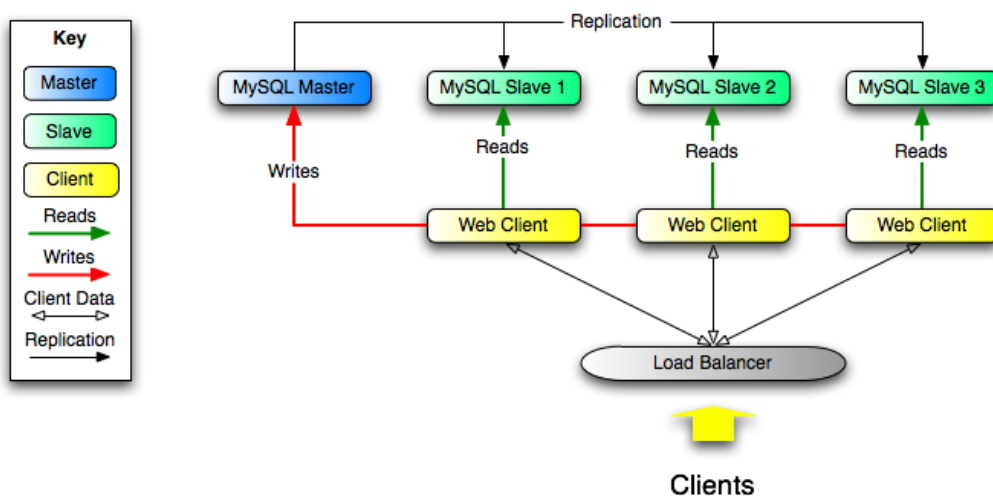 Key
Master
Slave
Client
Reads
Writes
Client Data
Replication
Replication
MySQL Master
MySQL Slave 1
MySQL Slave 2
MySQL Slave 3
Reads
Reads
Reads
Writes
Web Client
Web Client
Web Client
Load Balancer
Clients